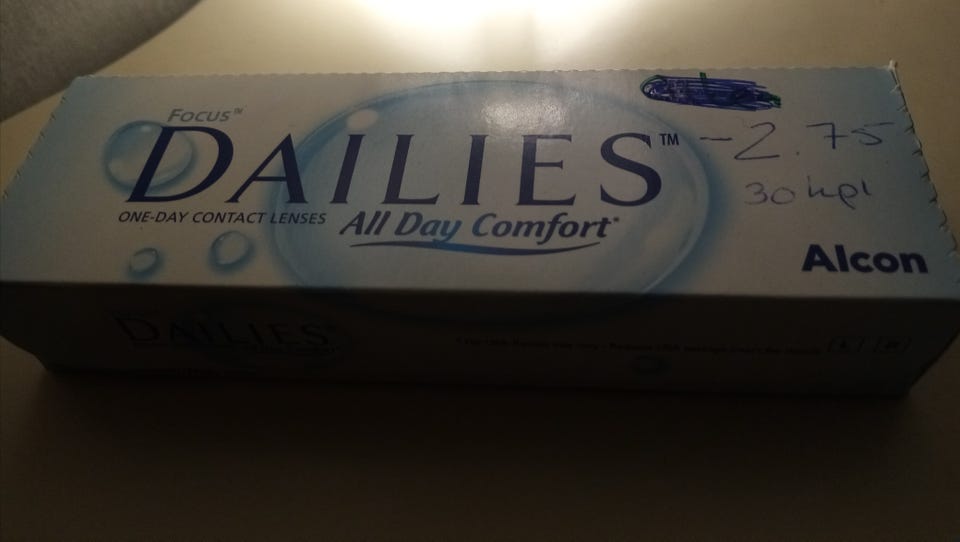 Focus™
DAILIES™
ONE-DAY CONTACT LENSES
All Day Comfort*
-2.75
30 kpl
Alcon
DAILIES